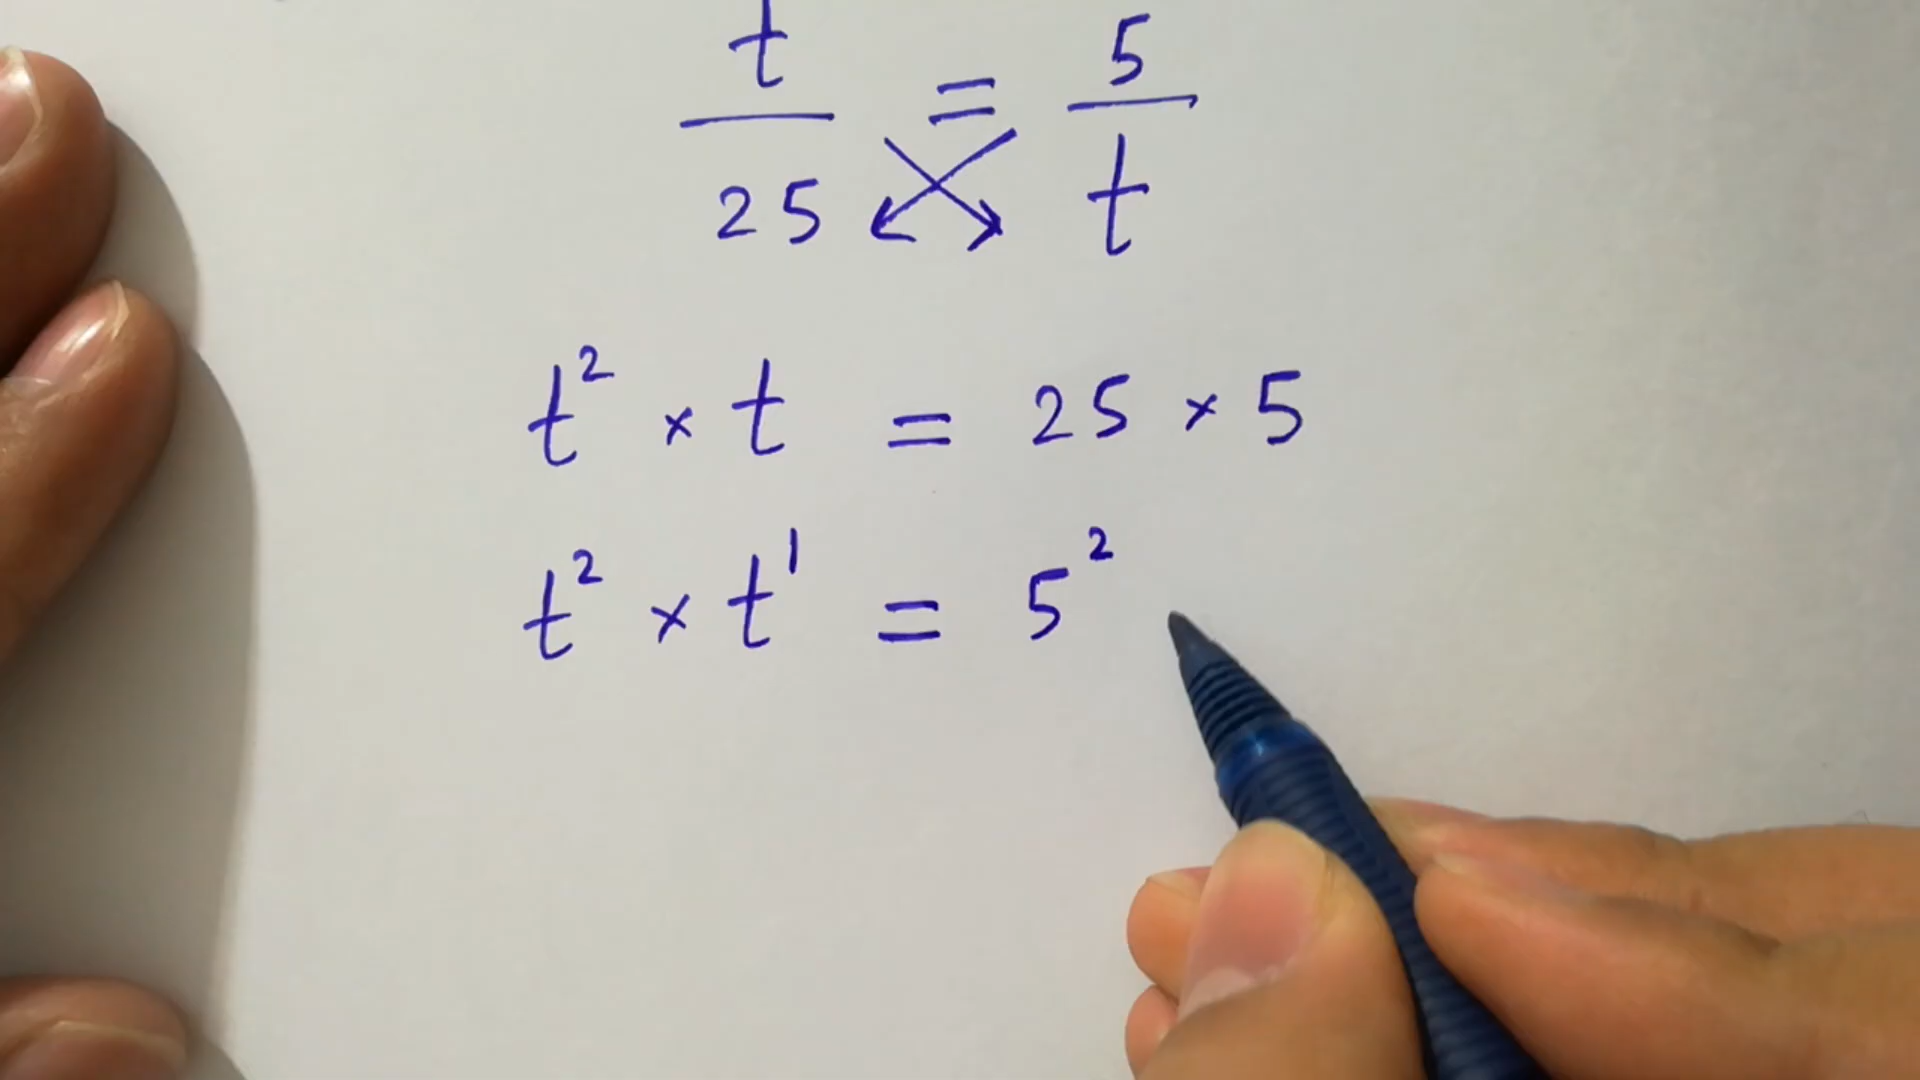 t/25 = 5/t
t² × t = 25 × 5
t² × t¹ = 5²